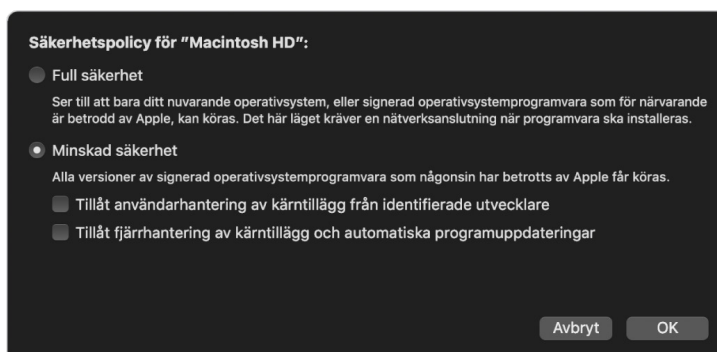 Säkerhetspolicy för ”Macintosh HD”:
Full säkerhet
Ser till att bara ditt nuvarande operativsystem, eller signerad operativsystemprogramvara som för närvarande
är betrodd av Apple, kan köras. Det här läget kräver en nätverksanslutning när programvara ska installeras.
Minskad säkerhet
Alla versioner av signerad operativsystemprogramvara som någonsin har betrotts av Apple får köras.
Tillåt användarhantering av kärntillägg från identifierade utvecklare
Tillåt fjärrhantering av kärntillägg och automatiska programuppdateringar
Avbryt OK